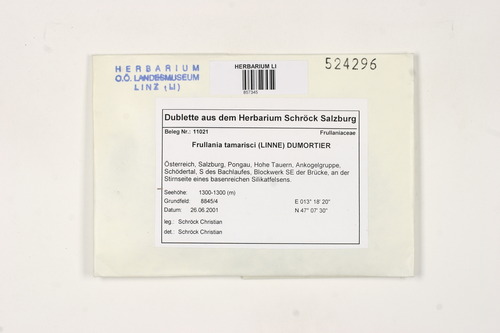 HERBARIUM
O.Ö. LANDESMUSEUM
LINZ (LI)
HERBARIUM LI
524296
Dublette aus dem Herbarium Schröck Salzburg
Beleg Nr.: 11021 Frullaniaceae
Frullania tamarisci (LINNE) DUMORTIER
Österreich, Salzburg, Pongau, Hohe Tauern, Ankogelgruppe,
Schödertal, S des Bachlaufes, Blockwerk SE der Brücke, an der
Stirnseite eines basenreichen Silikatfelsens.
Seehöhe: 1300-1300 (m)
Grundfeld: 8845/4 E 013° 18' 20"
Datum: 26.06.2001 N 47° 07' 30"
leg.: Schröck Christian
det.: Schröck Christian